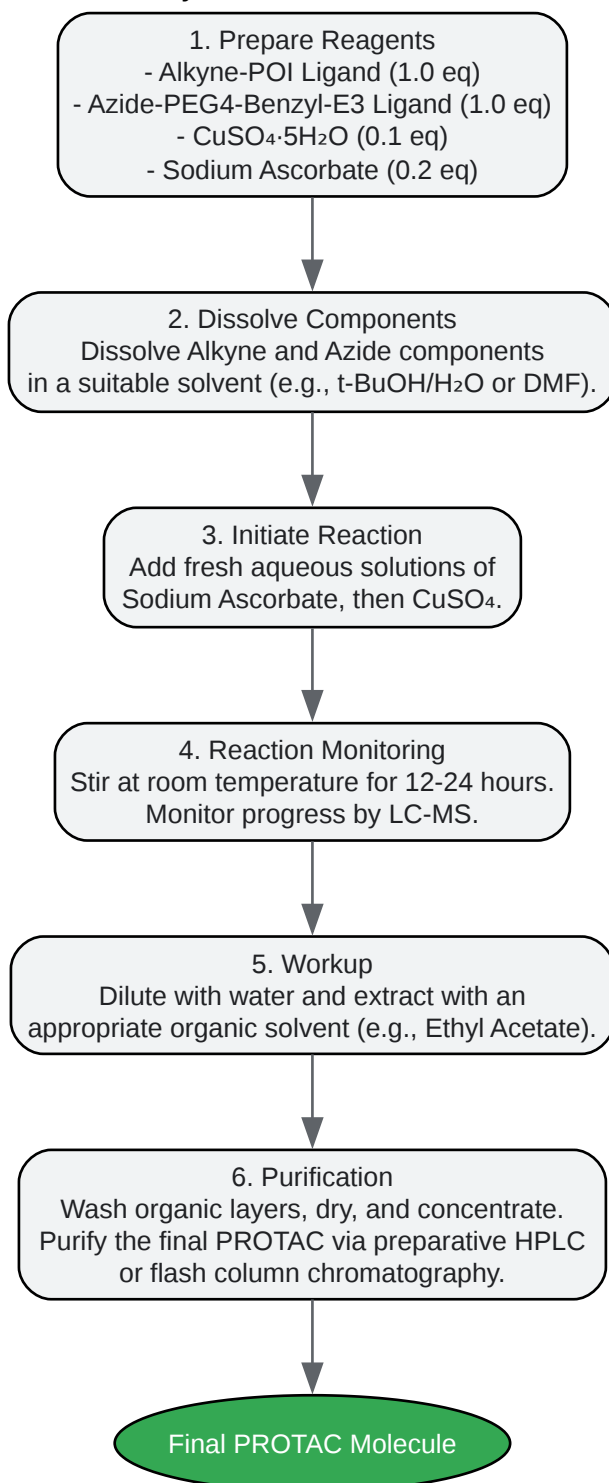 1. Prepare Reagents
- Alkyne-POI Ligand (1.0 eq)
- Azide-PEG4-Benzyl-E3 Ligand (1.0 eq)
- CuSO₄·5H₂O (0.1 eq)
- Sodium Ascorbate (0.2 eq)
2. Dissolve Components
Dissolve Alkyne and Azide components
in a suitable solvent (e.g., t-BuOH/H₂O or DMF).
3. Initiate Reaction
Add fresh aqueous solutions of
Sodium Ascorbate, then CuSO₄.
4. Reaction Monitoring
Stir at room temperature for 12-24 hours.
Monitor progress by LC-MS.
5. Workup
Dilute with water and extract with an
appropriate organic solvent (e.g., Ethyl Acetate).
6. Purification
Wash organic layers, dry, and concentrate.
Purify the final PROTAC via preparative HPLC
or flash column chromatography.
Final PROTAC Molecule